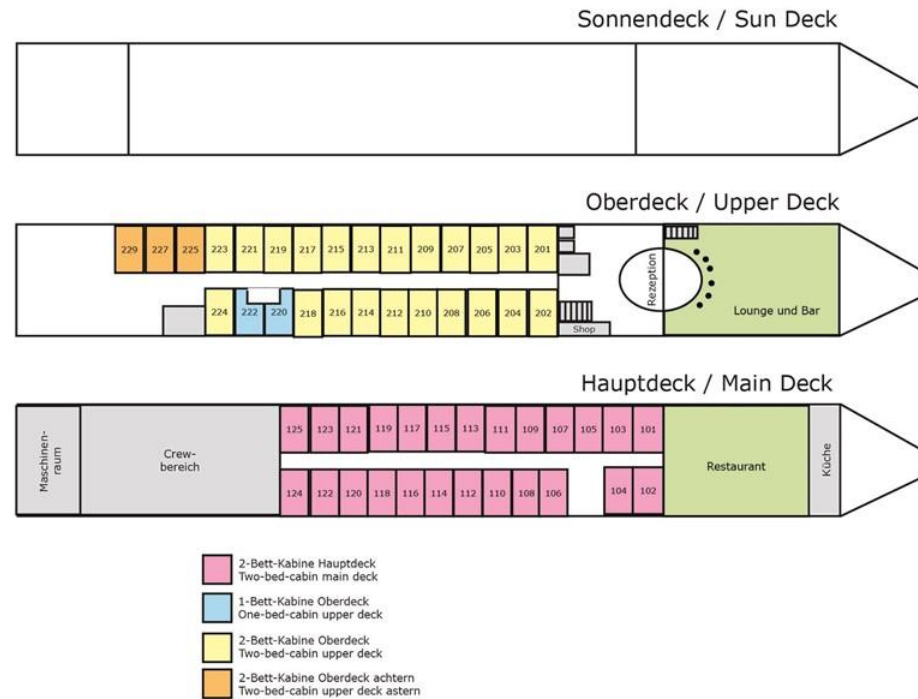 Sonnendeck / Sun Deck
Oberdeck / Upper Deck
229 227 225 223 221 219 217 215 213 211 209 207 205 203 201
Rezeption
Lounge und Bar
224 222 220 218 216 214 212 210 208 206 204 202
Shop
Hauptdeck / Main Deck
Maschinen-
raum
Crew-
bereich
125 123 121 119 117 115 113 111 109 107 105 103 101
124 122 120 118 116 114 112 110 108 106 104 102
Restaurant
Küche
2-Bett-Kabine Hauptdeck
Two-bed-cabin main deck
1-Bett-Kabine Oberdeck
One-bed-cabin upper deck
2-Bett-Kabine Oberdeck
Two-bed-cabin upper deck
2-Bett-Kabine Oberdeck achtern
Two-bed-cabin upper deck astern